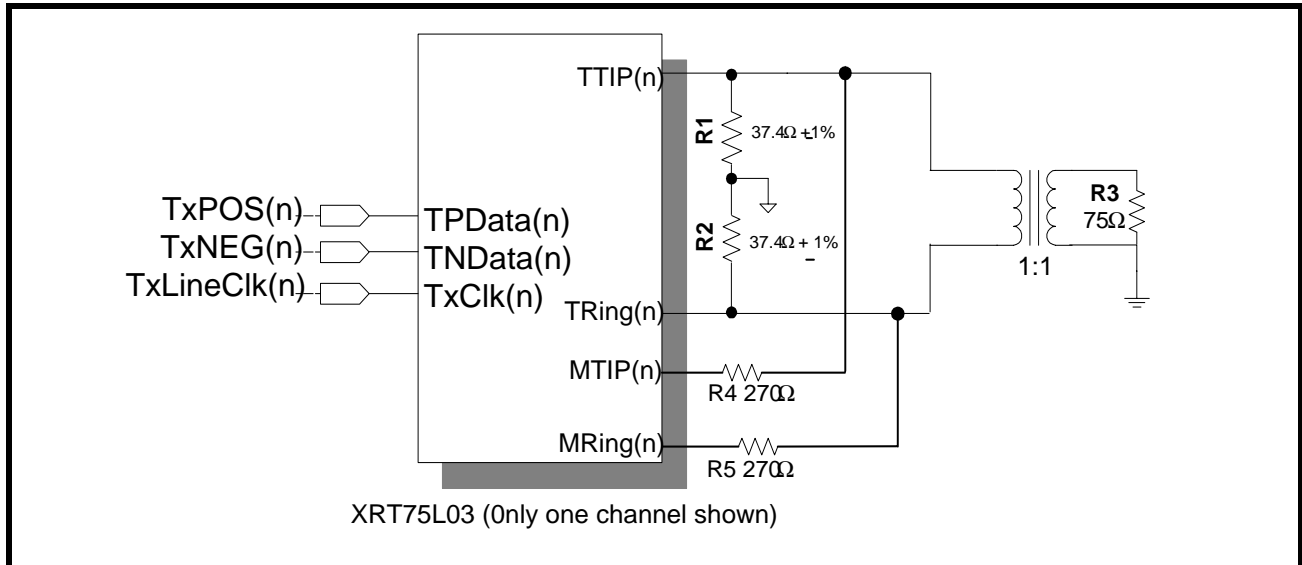 TTIP(n)
R1
37.4Ω ±1%
TxPOS(n)
TPData(n)
TxNEG(n)
TNData(n)
TxLineClk(n)
TxClk(n)
R2
37.4Ω ± 1%
R3
75Ω
1:1
TRing(n)
MTIP(n)
R4 270Ω
MRing(n)
R5 270Ω
XRT75L03 (0nly one channel shown)